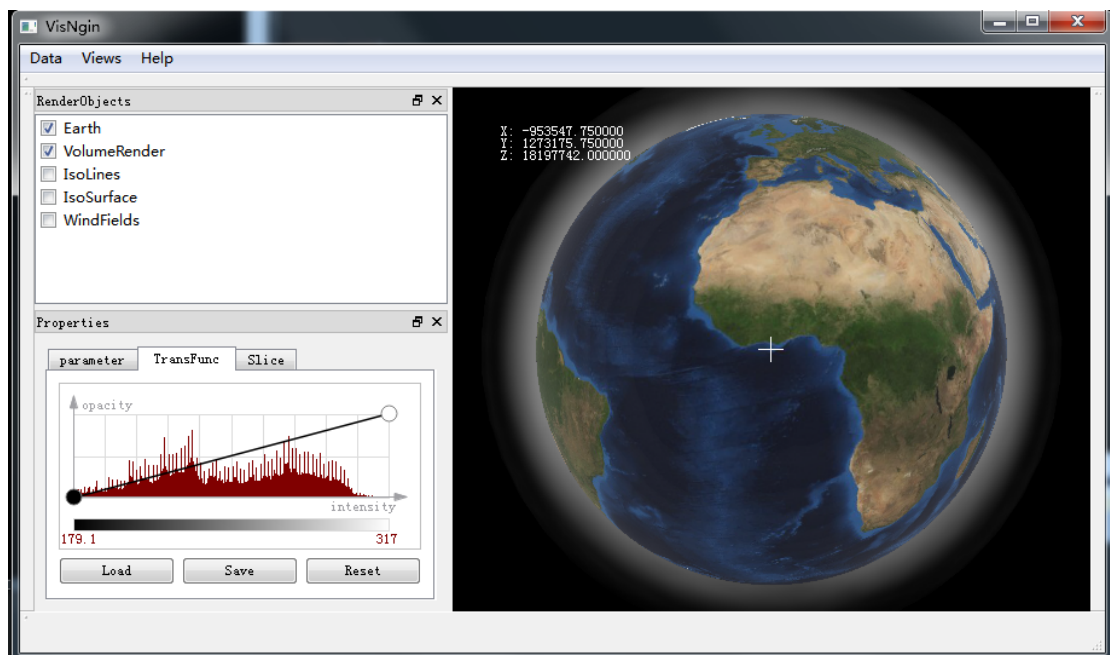 VisNgin
Data Views Help
RenderObjects
Earth
VolumeRender
IsoLines
IsoSurface
WindFields
Properties
parameter TransFunc Slice
opacity
intensity
179.1 317
Load Save Reset
X: -953547.750000
Y: 1273175.750000
Z: 18197742.000000